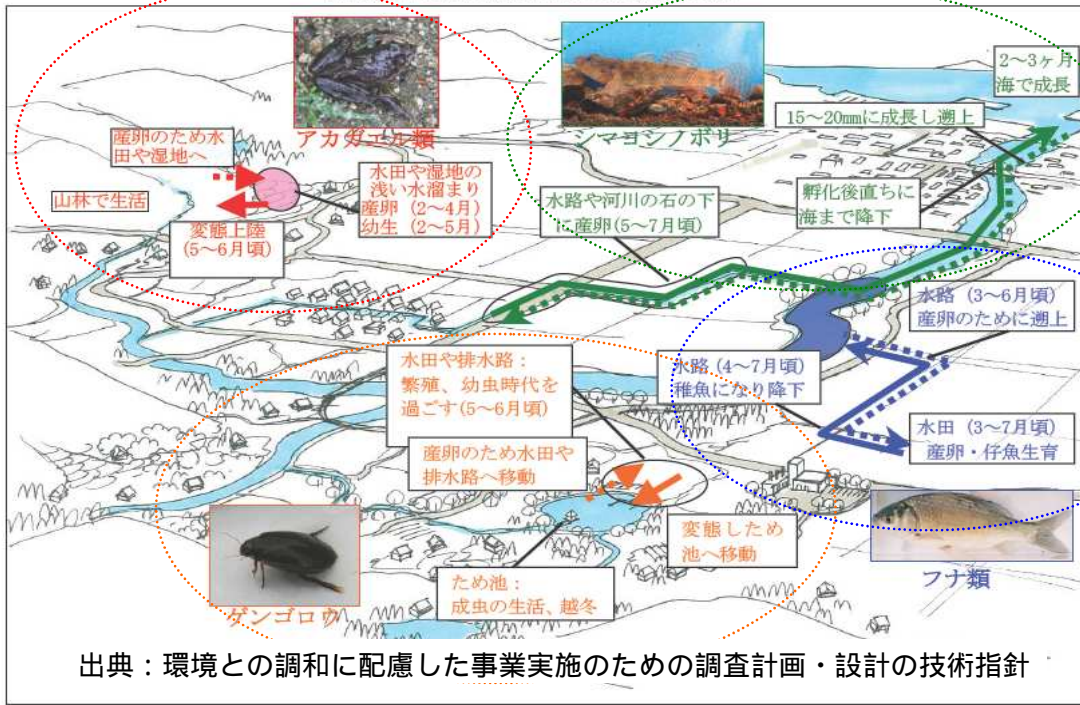 アカガエル類
産卵のため水
田や湿地へ
山林で生活
変態上陸
(5～6月頃)
水田や湿地の
浅い水溜まり
産卵（2～4月）
幼生（2～5月）
シマヨシノボリ
2～3ヶ月
海で成長
15～20mmに成長し遡上
孵化後直ちに
海まで降下
水路や河川の石の下
に産卵(5～7月頃)
水路（3～6月頃）
産卵のために遡上
水路（4～7月頃）
稚魚になり降下
水田（3～7月頃）
産卵・仔魚生育
フナ類
水田や排水路：
繁殖、幼虫時代を
過ごす(5～6月頃)
産卵のため水田や
排水路へ移動
変態しため
池へ移動
ため池：
成虫の生活、越冬
ゲンゴロウ
出典：環境との調和に配慮した事業実施のための調査計画・設計の技術指針